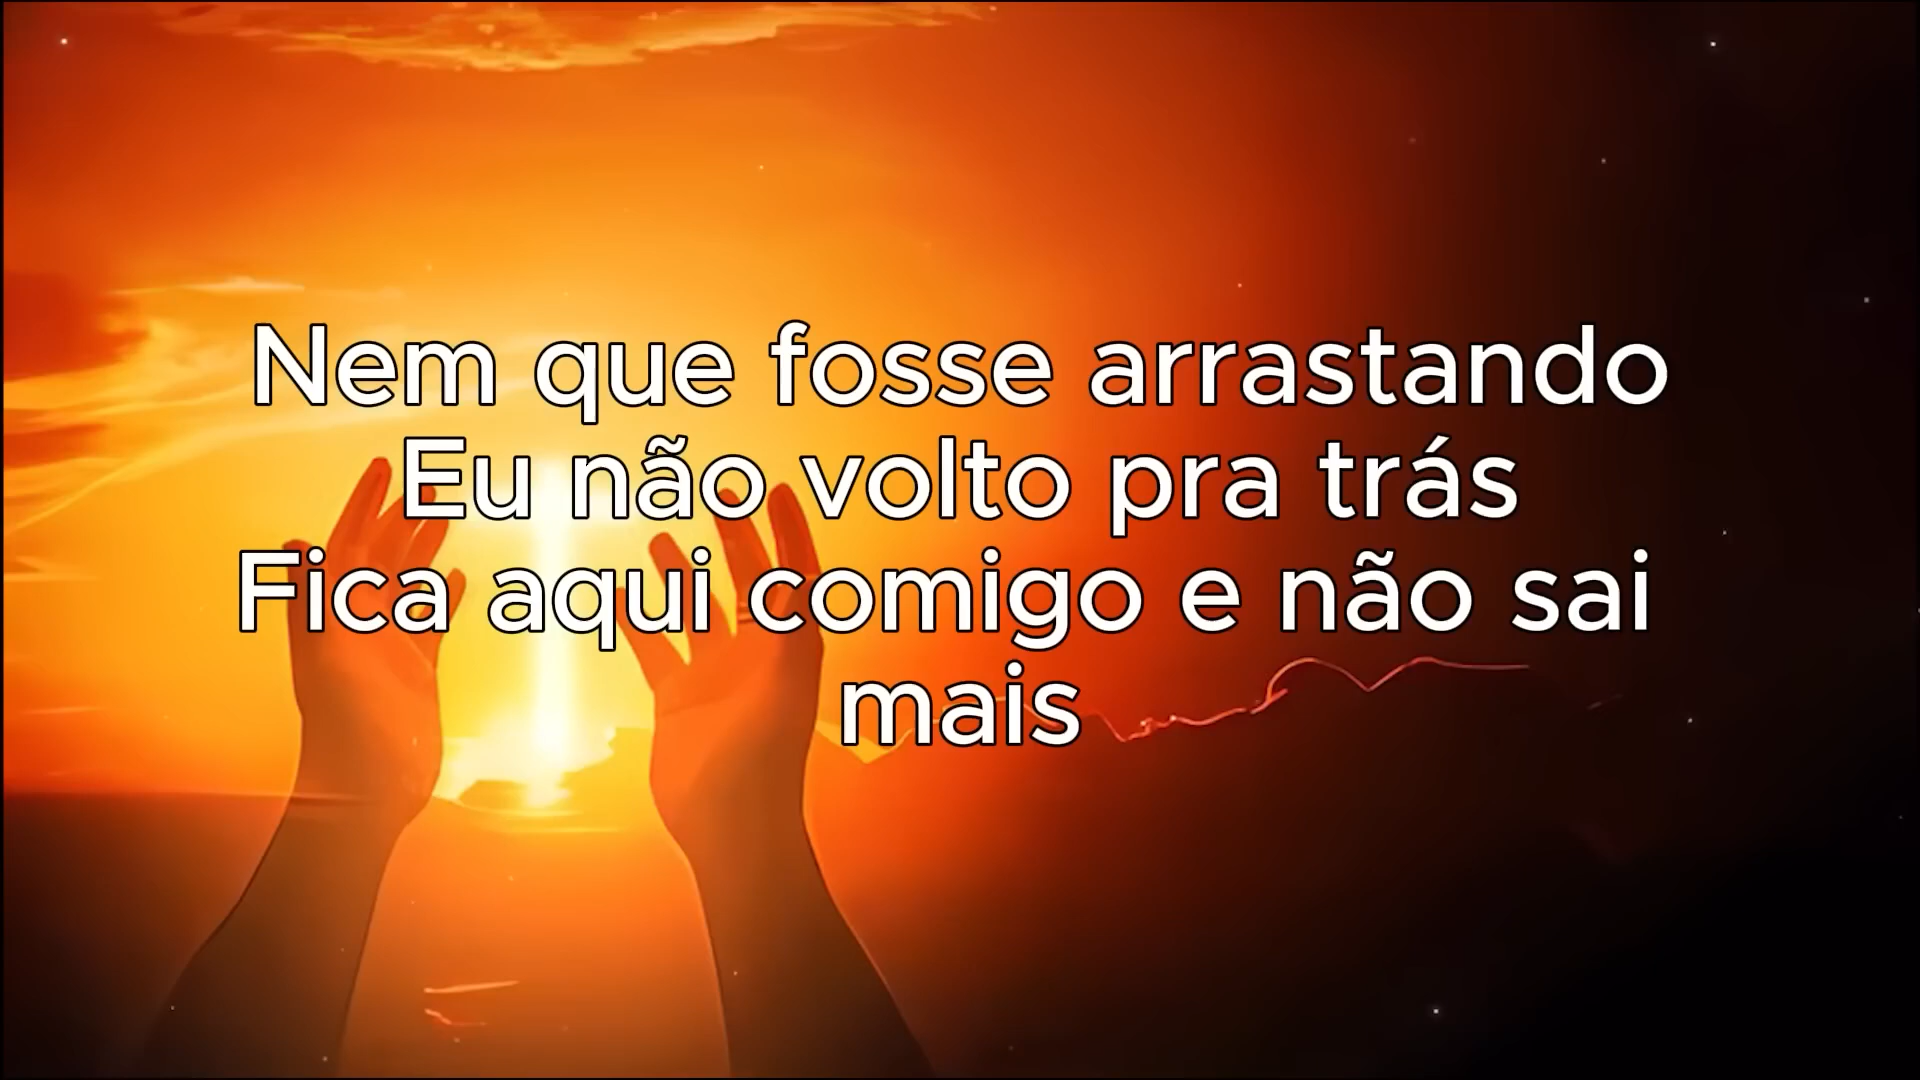 Nem que fosse arrastando
Eu não volto pra trás
Fica aqui comigo e não sai
mais